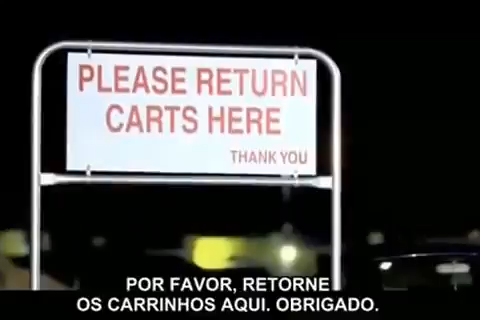 PLEASE RETURN
CARTS HERE
THANK YOU
POR FAVOR, RETORNE
OS CARRINHOS AQUI. OBRIGADO.